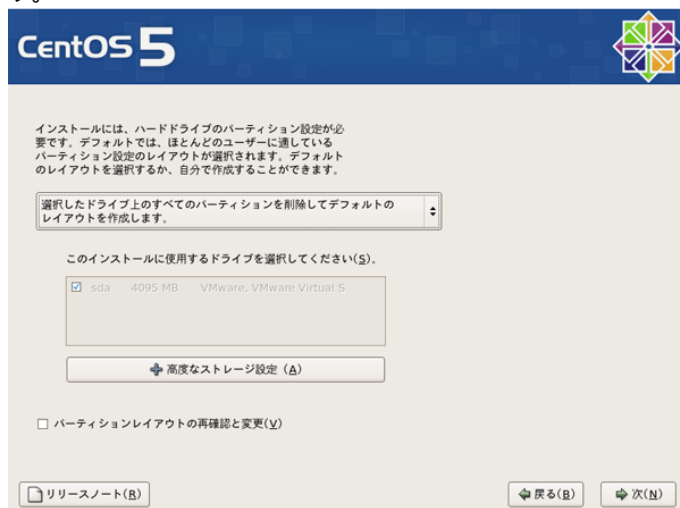 CentOS 5
インストールには、ハードドライブのパーティション設定が必
要です。デフォルトでは、ほとんどのユーザーに適している
パーティション設定のレイアウトが選択されます。デフォルト
のレイアウトを選択するか、自分で作成することができます。
選択したドライブ上のすべてのパーティションを削除してデフォルトの
レイアウトを作成します。
このインストールに使用するドライブを選択してください(S)．
sda 4095 MB VMware, VMware Virtual S
高度なストレージ設定（A）
パーティションレイアウトの再確認と変更(V)
リリースノート(R)
戻る(B)
次(N)